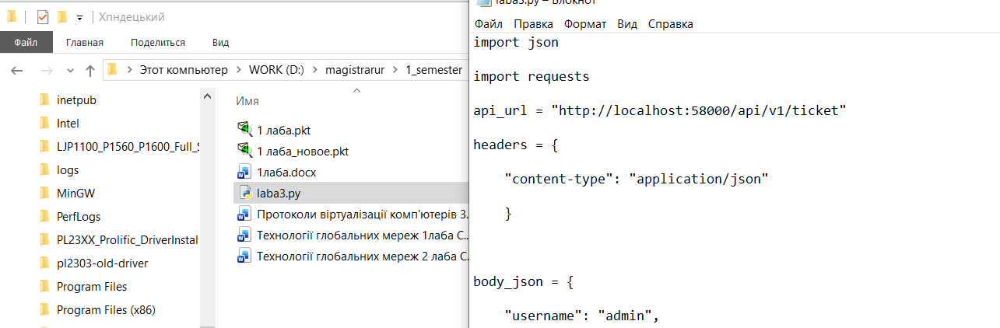 Хпндецький
Файл
Главная
Поделиться
Вид
Этот компьютер
WORK (D:)
magistrarur
1_semester
inetpub
Intel
LJP1100_P1560_P1600_Full_S
logs
MinGW
PerfLogs
PL23XX_Prolific_DriverInstal
pl2303-old-driver
Program Files
Program Files (x86)
Имя
1 лаба.pkt
1 лаба_новое.pkt
1лаба.docx
laba3.py
Протоколи віртуалізації комп'ютерів 3.
Технології глобальних мереж 1лаба С...
Технології глобальних мереж 2 лаба С.
laba3.py – Блокнот
Файл Правка Формат Вид Справка
import json
import requests
api_url = "http://localhost:58000/api/v1/ticket"
headers = {
"content-type": "application/json"
}
body_json = {
"username": "admin",